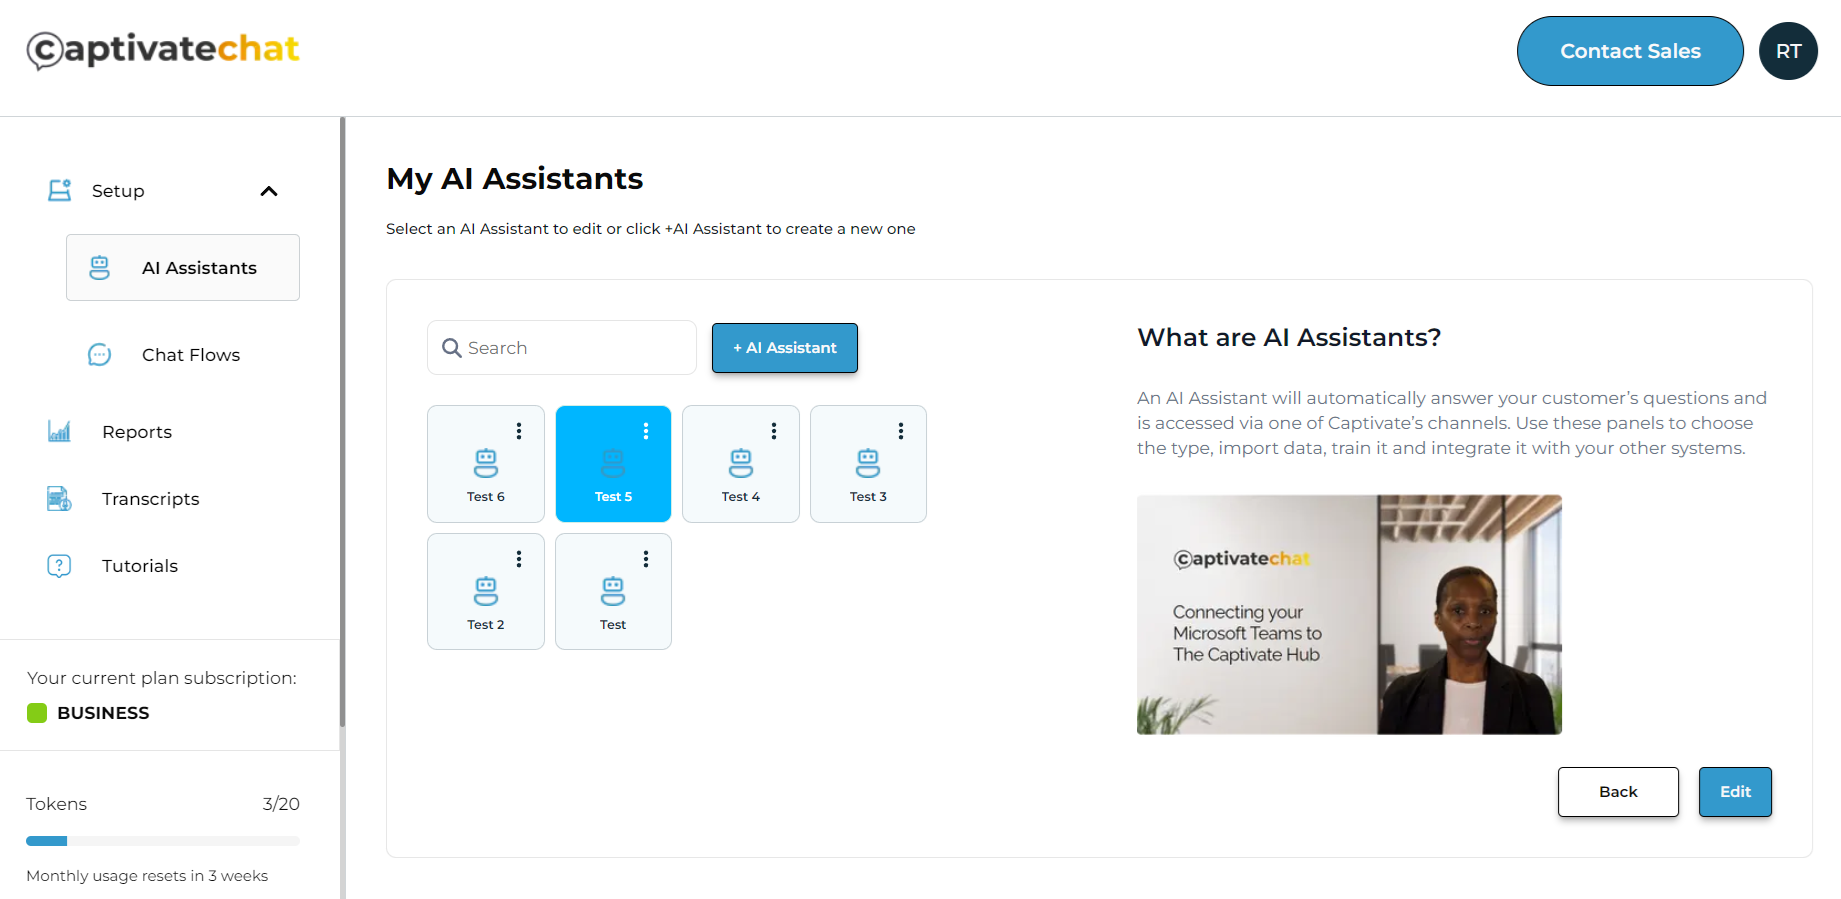 captivatechat
Contact Sales
RT
Setup
AI Assistants
Chat Flows
Reports
Transcripts
Tutorials
Your current plan subscription:
BUSINESS
Tokens
3/20
Monthly usage resets in 3 weeks
My AI Assistants
Select an AI Assistant to edit or click +AI Assistant to create a new one
Search
+ AI Assistant
Test 6
Test 5
Test 4
Test 3
Test 2
Test
What are AI Assistants?
An AI Assistant will automatically answer your customer’s questions and
is accessed via one of Captivate’s channels. Use these panels to choose
the type, import data, train it and integrate it with your other systems.
captivatechat
Connecting your
Microsoft Teams to
The Captivate Hub
Back
Edit